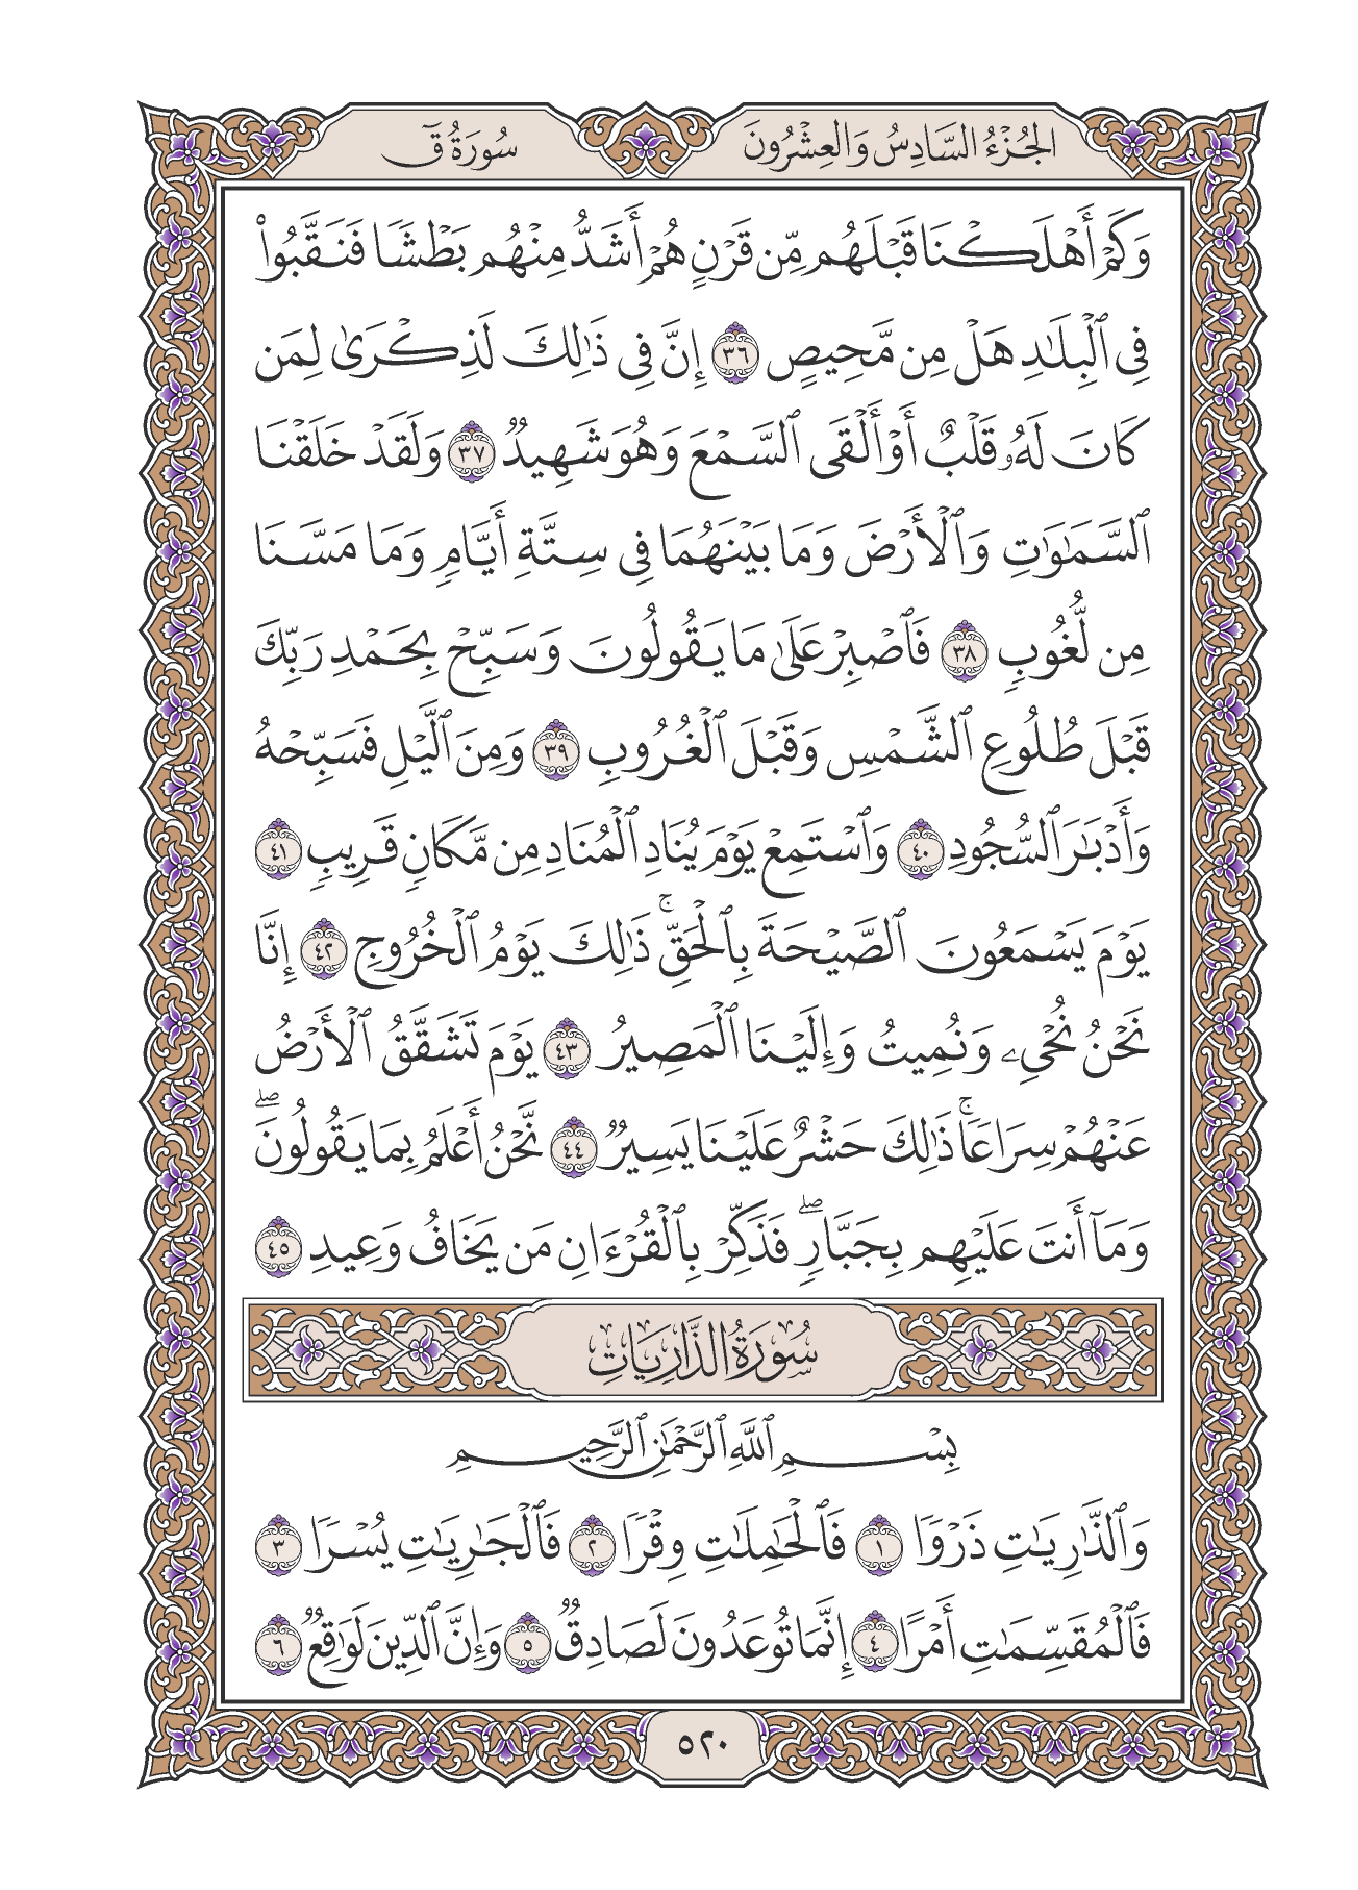 الجُزْءُ السَّادِسُ وَالعِشْرُونَ
سُورَةُ قٓ
وَكَمْ أَهْلَكْنَا قَبْلَهُم مِّن قَرْنٍ هُمْ أَشَدُّ مِنْهُم بَطْشًا فَنَقَّبُوا۟
فِى ٱلْبِلَٰدِ هَلْ مِن مَّحِيصٍ ٣٦ إِنَّ فِى ذَٰلِكَ لَذِكْرَىٰ لِمَن
كَانَ لَهُۥ قَلْبٌ أَوْ أَلْقَى ٱلسَّمْعَ وَهُوَ شَهِيدٌ ٣٧ وَلَقَدْ خَلَقْنَا
ٱلسَّمَٰوَٰتِ وَٱلْأَرْضَ وَمَا بَيْنَهُمَا فِى سِتَّةِ أَيَّامٍ وَمَا مَسَّنَا
مِن لُّغُوبٍ ٣٨ فَٱصْبِرْ عَلَىٰ مَا يَقُولُونَ وَسَبِّحْ بِحَمْدِ رَبِّكَ
قَبْلَ طُلُوعِ ٱلشَّمْسِ وَقَبْلَ ٱلْغُرُوبِ ٣٩ وَمِنَ ٱلَّيْلِ فَسَبِّحْهُ
وَأَدْبَٰرَ ٱلسُّجُودِ ٤٠ وَٱسْتَمِعْ يَوْمَ يُنَادِ ٱلْمُنَادِ مِن مَّكَانٍ قَرِيبٍ ٤١
يَوْمَ يَسْمَعُونَ ٱلصَّيْحَةَ بِٱلْحَقِّ ۚ ذَٰلِكَ يَوْمُ ٱلْخُرُوجِ ٤٢ إِنَّا
نَحْنُ نُحْىِۦ وَنُمِيتُ وَإِلَيْنَا ٱلْمَصِيرُ ٤٣ يَوْمَ تَشَقَّقُ ٱلْأَرْضُ
عَنْهُمْ سِرَاعًا ۚ ذَٰلِكَ حَشْرٌ عَلَيْنَا يَسِيرٌ ٤٤ نَّحْنُ أَعْلَمُ بِمَا يَقُولُونَ ۖ
وَمَآ أَنتَ عَلَيْهِم بِجَبَّارٍ ۖ فَذَكِّرْ بِٱلْقُرْءَانِ مَن يَخَافُ وَعِيدِ ٤٥
سُورَةُ الذَّارِيَاتِ
بِسْمِ ٱللَّهِ ٱلرَّحْمَٰنِ ٱلرَّحِيمِ
وَٱلذَّٰرِيَٰتِ ذَرْوًا ١ فَٱلْحَٰمِلَٰتِ وِقْرًا ٢ فَٱلْجَٰرِيَٰتِ يُسْرًا ٣
فَٱلْمُقَسِّمَٰتِ أَمْرًا ٤ إِنَّمَا تُوعَدُونَ لَصَادِقٌ ٥ وَإِنَّ ٱلدِّينَ لَوَٰقِعٌ ٦
٥٢٠